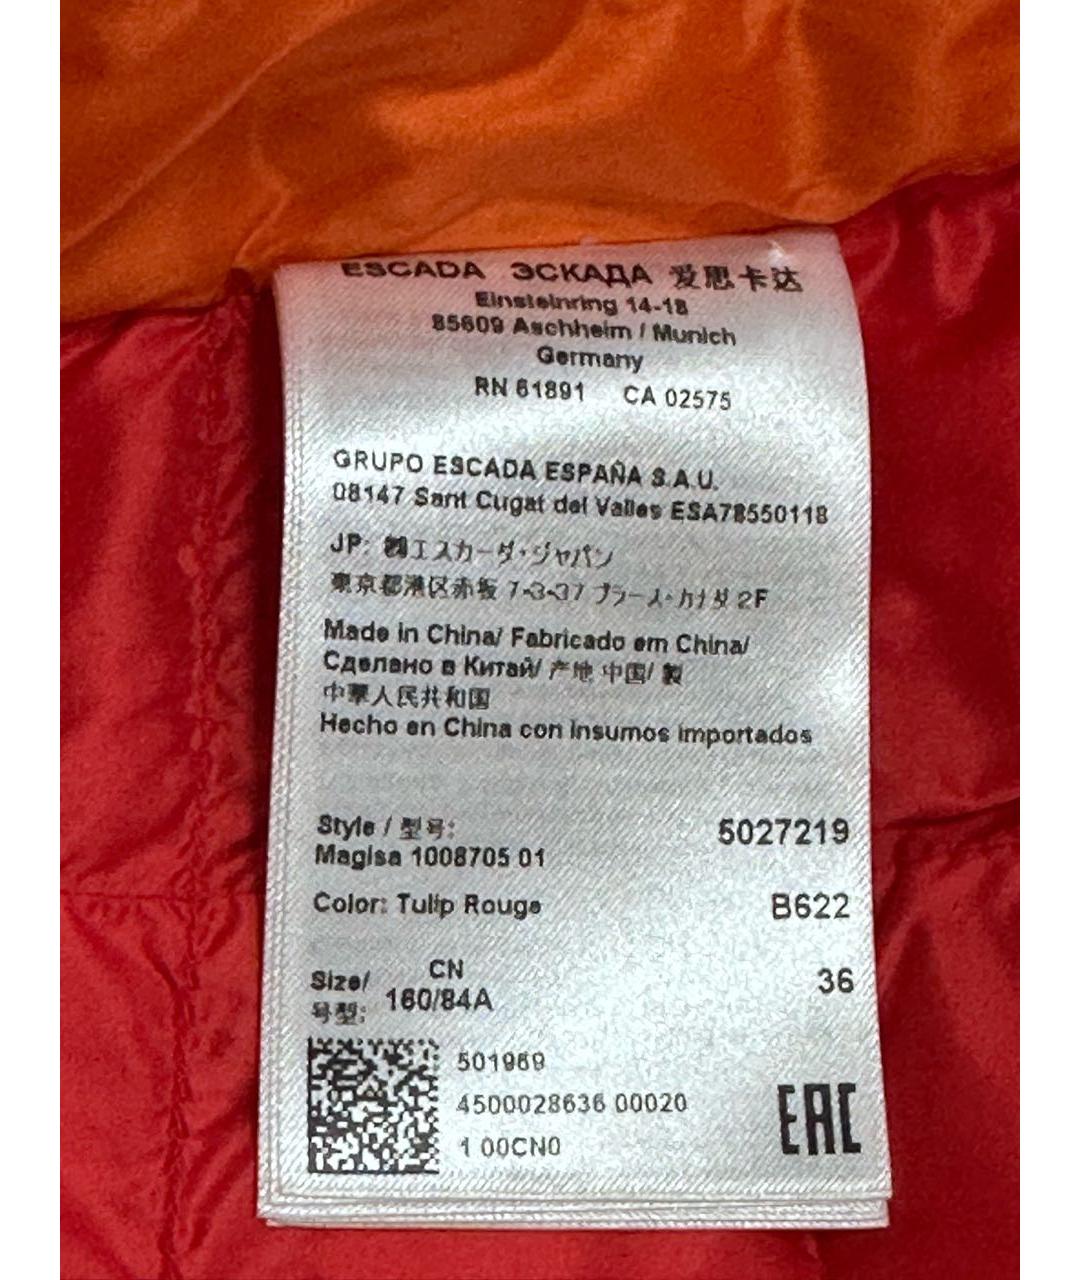 ESCADA ЭСКАДА 爱思卡达
Einsteinring 14-18
85609 Aschheim / Munich
Germany
RN 61891 CA 02575
GRUPO ESCADA ESPAÑA S.A.U.
08147 Sant Cugat del Valles ESA78550118
JP: ㈱エスカーダ・ジャパン
東京都港区赤坂 7-3-37 プラース・カナダ 2F
Made in China/ Fabricado em China/
Сделано в Китай/ 产地 中国/ 製
中華人民共和国
Hecho en China con insumos importados
Style / 型号: 5027219
Magisa 1008705 01
Color: Tulip Rouge B622
Size/ CN 36
号型: 160/84A
501969
4500028636 00020
1 00CN0
EAC